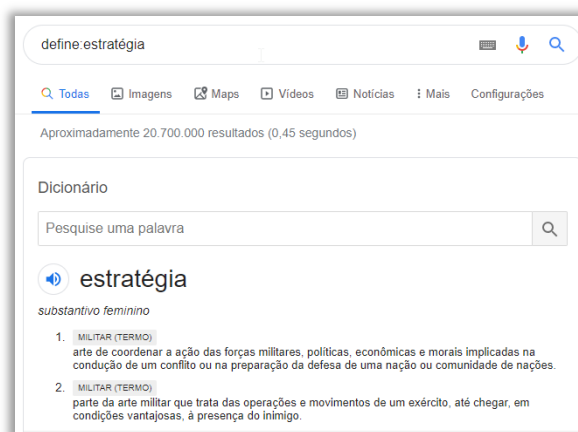 define:estratégia
Todas Imagens Maps Vídeos Notícias Mais Configurações
Aproximadamente 20.700.000 resultados (0,45 segundos)
Dicionário
Pesquise uma palavra
estratégia
substantivo feminino
1. MILITAR (TERMO)
arte de coordenar a ação das forças militares, políticas, econômicas e morais implicadas na
condução de um conflito ou na preparação da defesa de uma nação ou comunidade de nações.
2. MILITAR (TERMO)
parte da arte militar que trata das operações e movimentos de um exército, até chegar, em
condições vantajosas, à presença do inimigo.